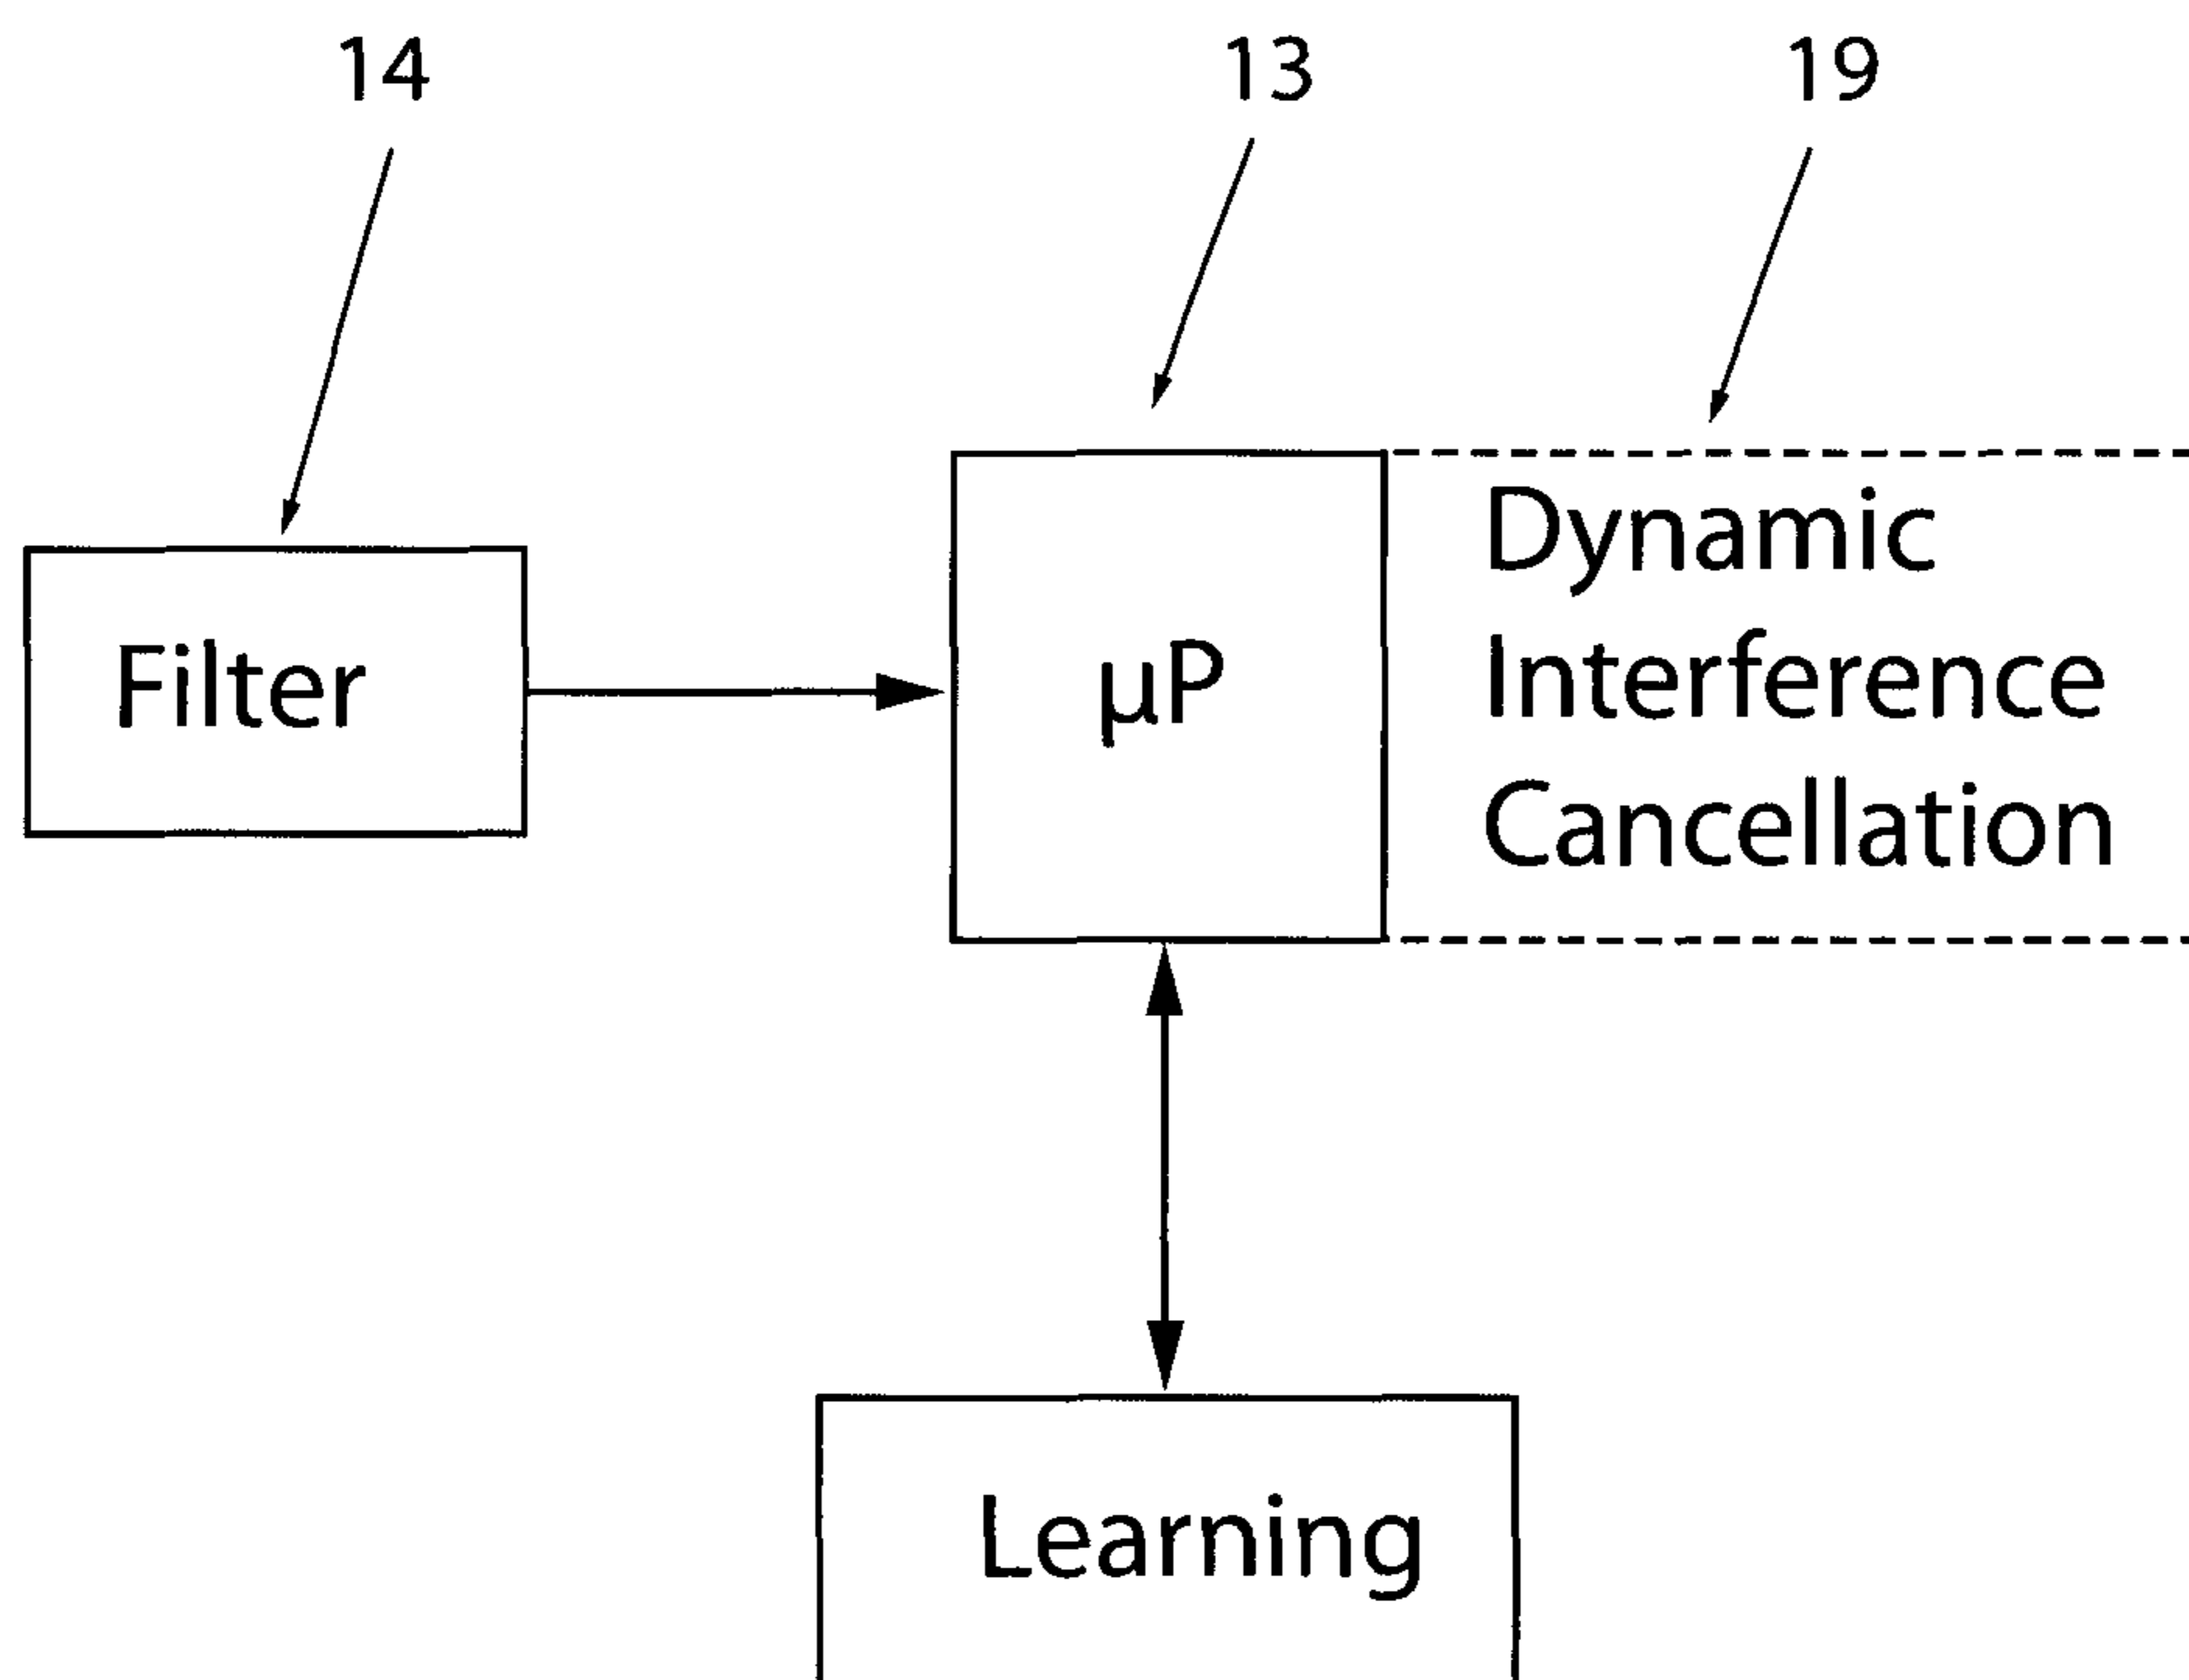 14
13
19
Filter
µP
Dynamic
Interference
Cancellation
Learning